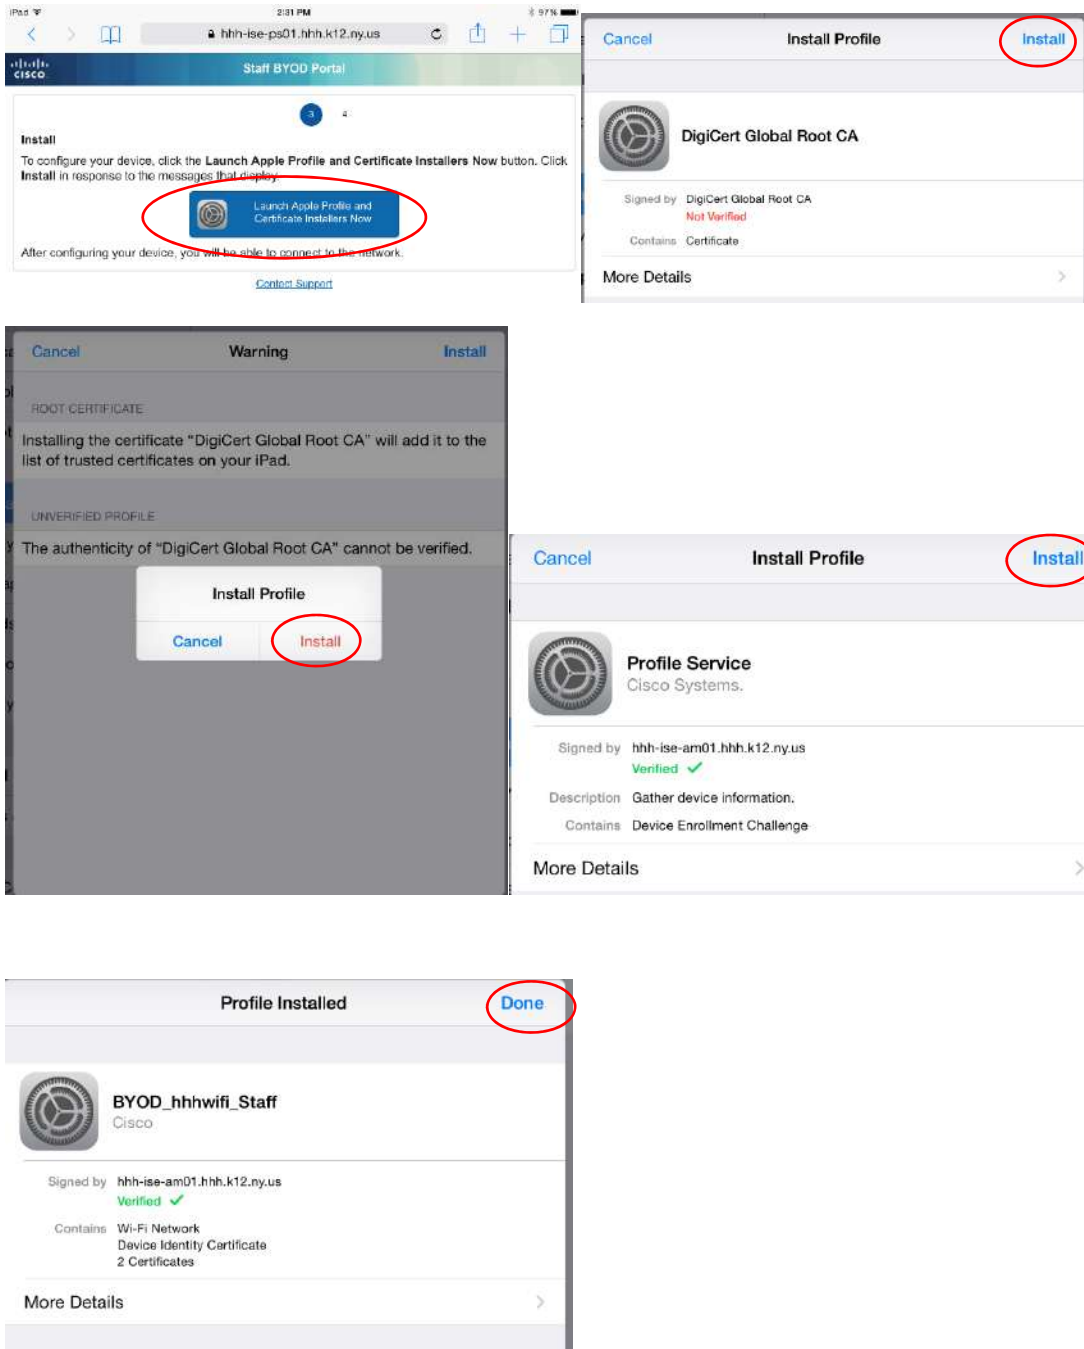 iPad 2:31 PM 97%
hhh-ise-ps01.hhh.k12.ny.us
CISCO Staff BYOD Portal
3 4
Install
To configure your device, click the Launch Apple Profile and Certificate Installers Now button. Click
Install in response to the messages that display.
Launch Apple Profile and
Certificate Installers Now
After configuring your device, you will be able to connect to the network.
Contact Support
Cancel Install Profile Install
DigiCert Global Root CA
Signed by DigiCert Global Root CA
Not Verified
Contains Certificate
More Details
Cancel Warning Install
ROOT CERTIFICATE
Installing the certificate “DigiCert Global Root CA” will add it to the
list of trusted certificates on your iPad.
UNVERIFIED PROFILE
The authenticity of “DigiCert Global Root CA” cannot be verified.
Install Profile
Cancel Install
Cancel Install Profile Install
Profile Service
Cisco Systems.
Signed by hhh-ise-am01.hhh.k12.ny.us
Verified
Description Gather device information.
Contains Device Enrollment Challenge
More Details
Profile Installed Done
BYOD_hhhwifi_Staff
Cisco
Signed by hhh-ise-am01.hhh.k12.ny.us
Verified
Contains Wi-Fi Network
Device Identity Certificate
2 Certificates
More Details